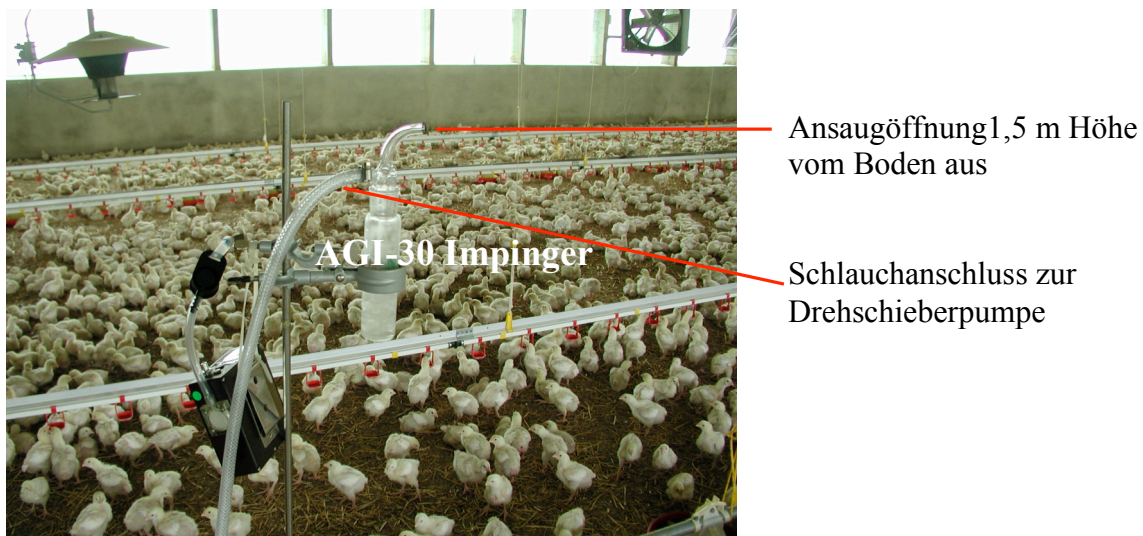 Ansaugöffnung1,5 m Höhe
vom Boden aus
AGI-30 Impinger
Schlauchanschluss zur
Drehschieberpumpe